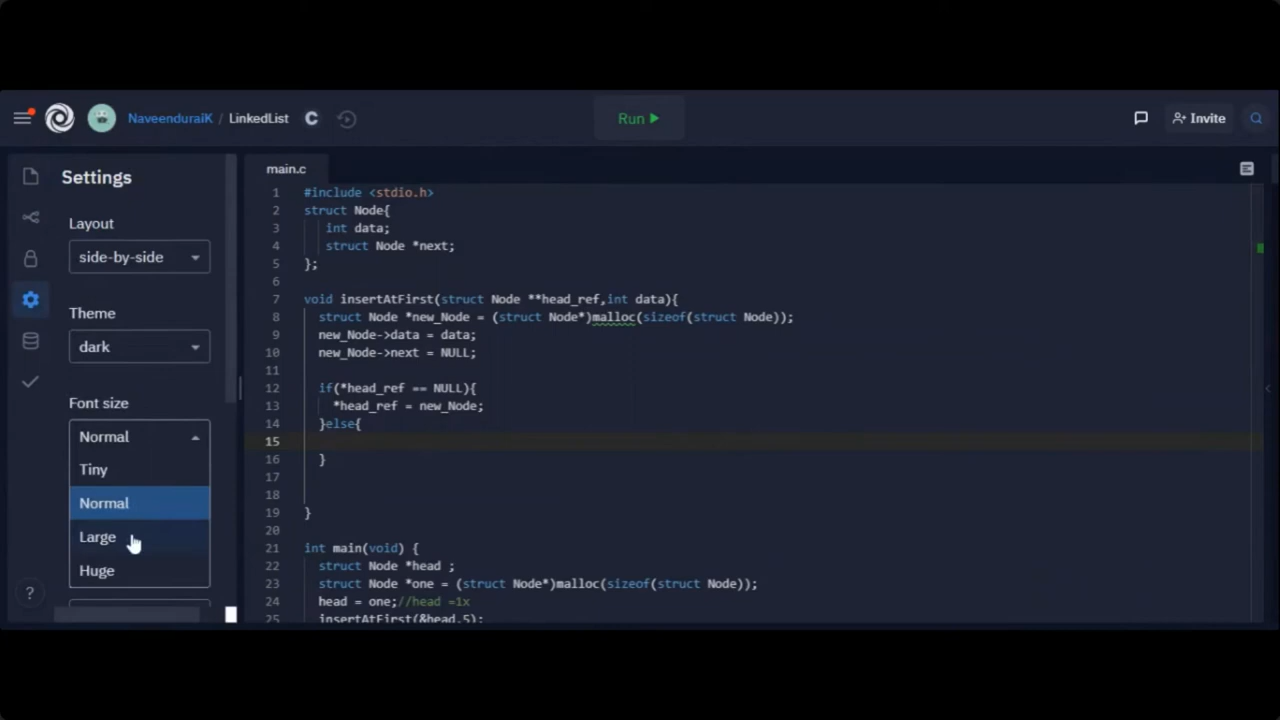 NaveenduraiK / LinkedList C
Run
Invite
Settings
Layout
side-by-side
Theme
dark
Font size
Normal
Tiny
Normal
Large
Huge
?
main.c
1 #include <stdio.h>
2 struct Node{
3 int data;
4 struct Node *next;
5 };
6
7 void insertAtFirst(struct Node **head_ref,int data){
8 struct Node *new_Node = (struct Node*)malloc(sizeof(struct Node));
9 new_Node->data = data;
10 new_Node->next = NULL;
11
12 if(*head_ref == NULL){
13 *head_ref = new_Node;
14 }else{
15
16 }
17
18
19 }
20
21 int main(void) {
22 struct Node *head ;
23 struct Node *one = (struct Node*)malloc(sizeof(struct Node));
24 head = one;//head =1x
25 insertAtFirst(&head,5);